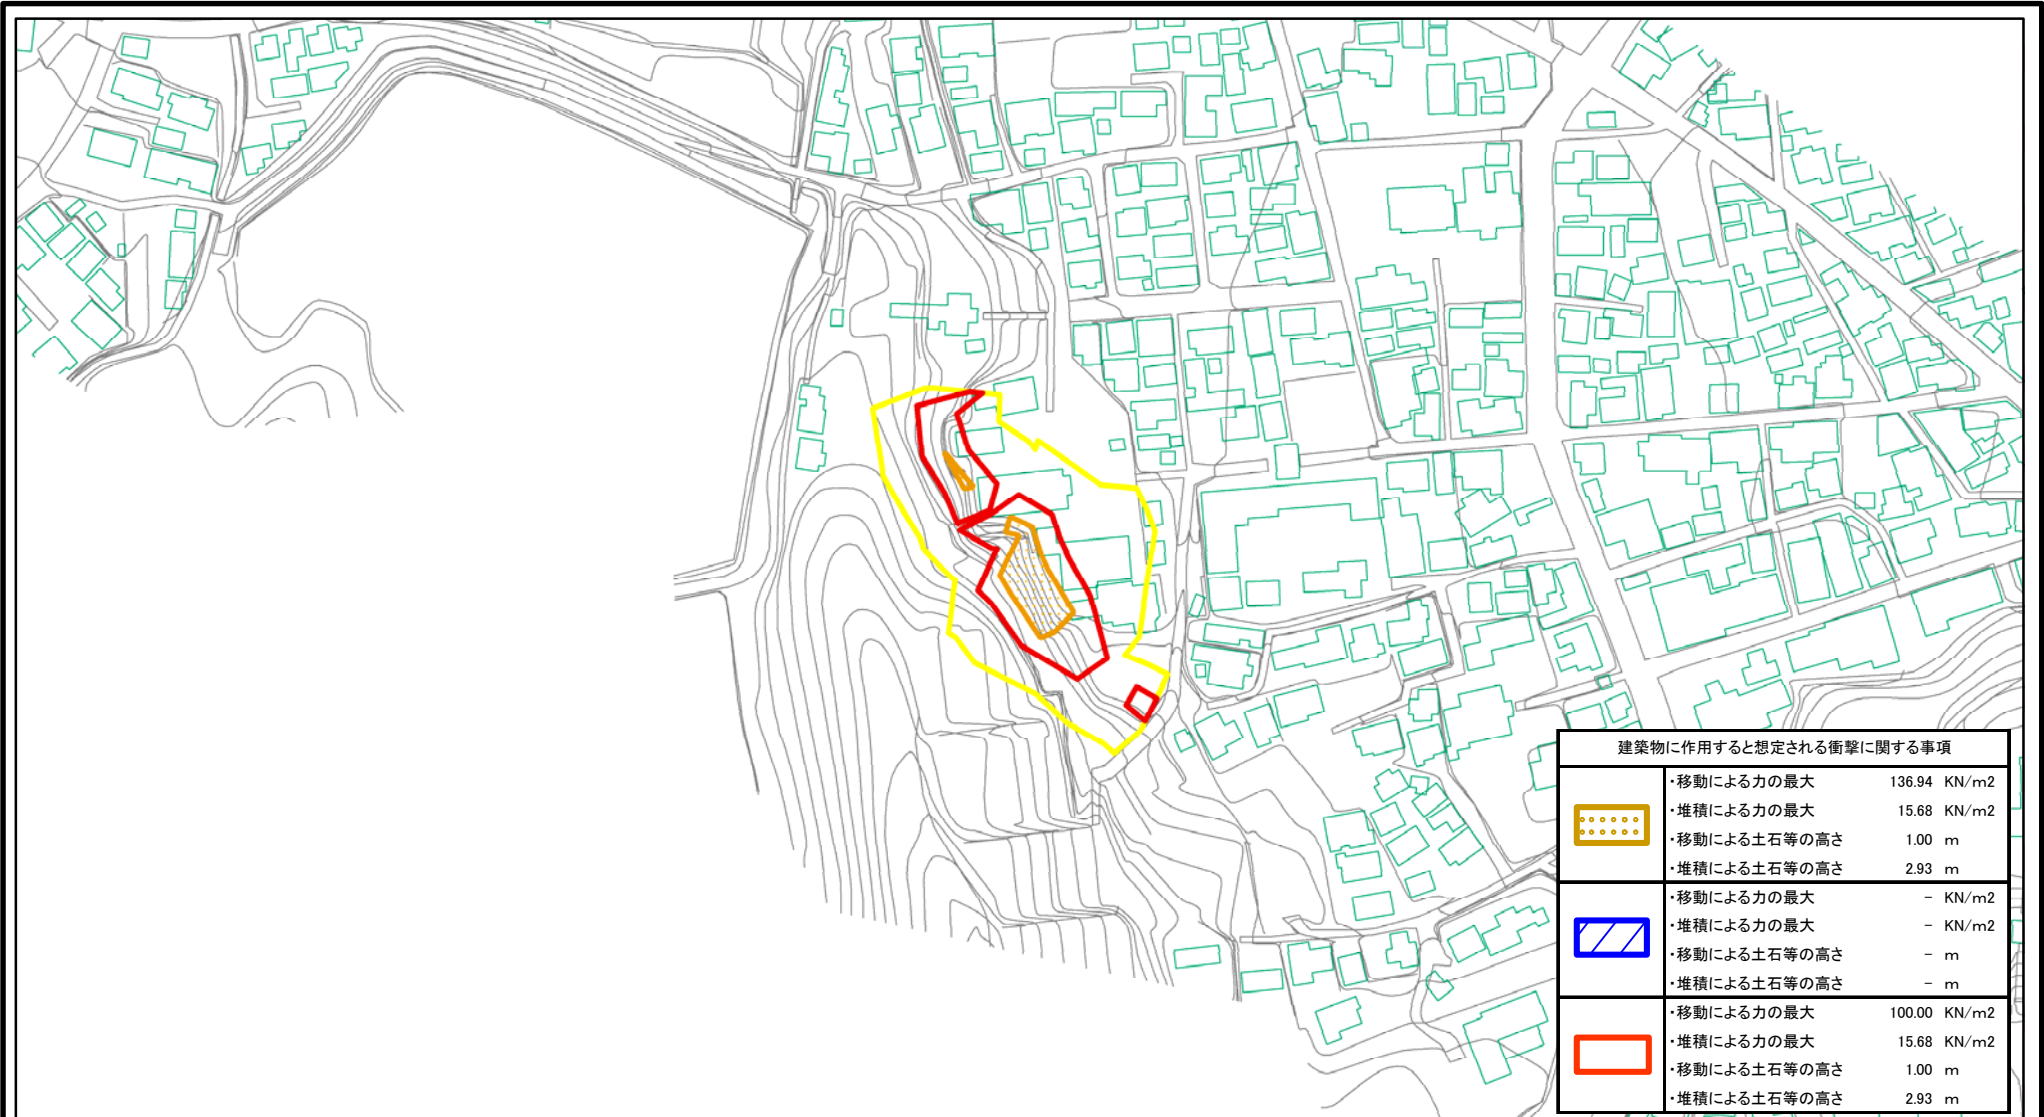 建築物に作用すると想定される衝撃に関する事項
・移動による力の最大 136.94 KN/m2
・堆積による力の最大 15.68 KN/m2
・移動による土石等の高さ 1.00 m
・堆積による土石等の高さ 2.93 m
・移動による力の最大 - KN/m2
・堆積による力の最大 - KN/m2
・移動による土石等の高さ - m
・堆積による土石等の高さ - m
・移動による力の最大 100.00 KN/m2
・堆積による力の最大 15.68 KN/m2
・移動による土石等の高さ 1.00 m
・堆積による土石等の高さ 2.93 m